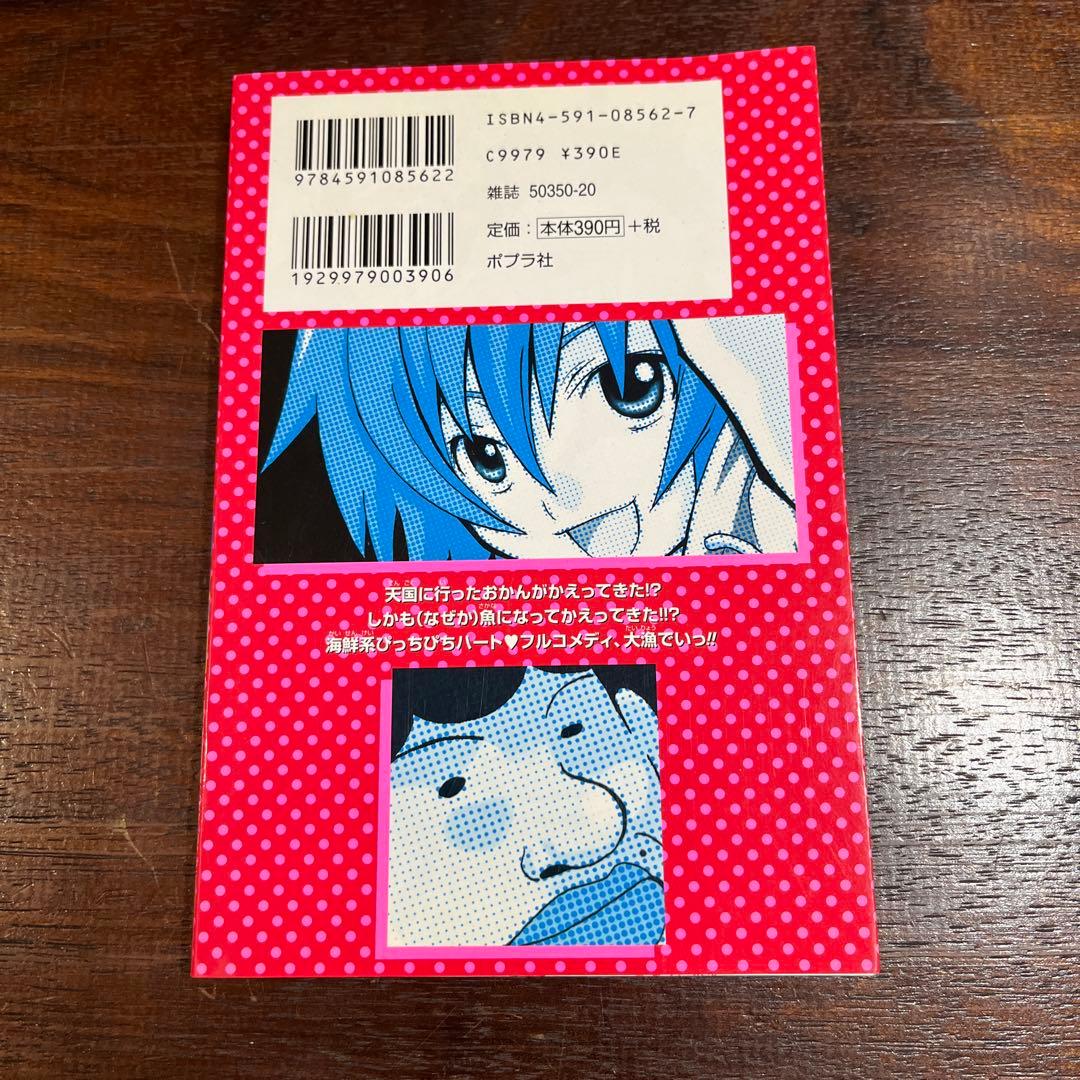 ISBN4-591-08562-7
C9979 ¥390E
9784591085622
雑誌 50350-20
定価：本体390円+税
1929979003906
ポプラ社
天国に行ったおかんがかえってきた!?
しかも(なぜか)魚になってかえってきた!!?
海鮮系ぴっちぴちハート♥フルコメディ、大漁でいっ!!